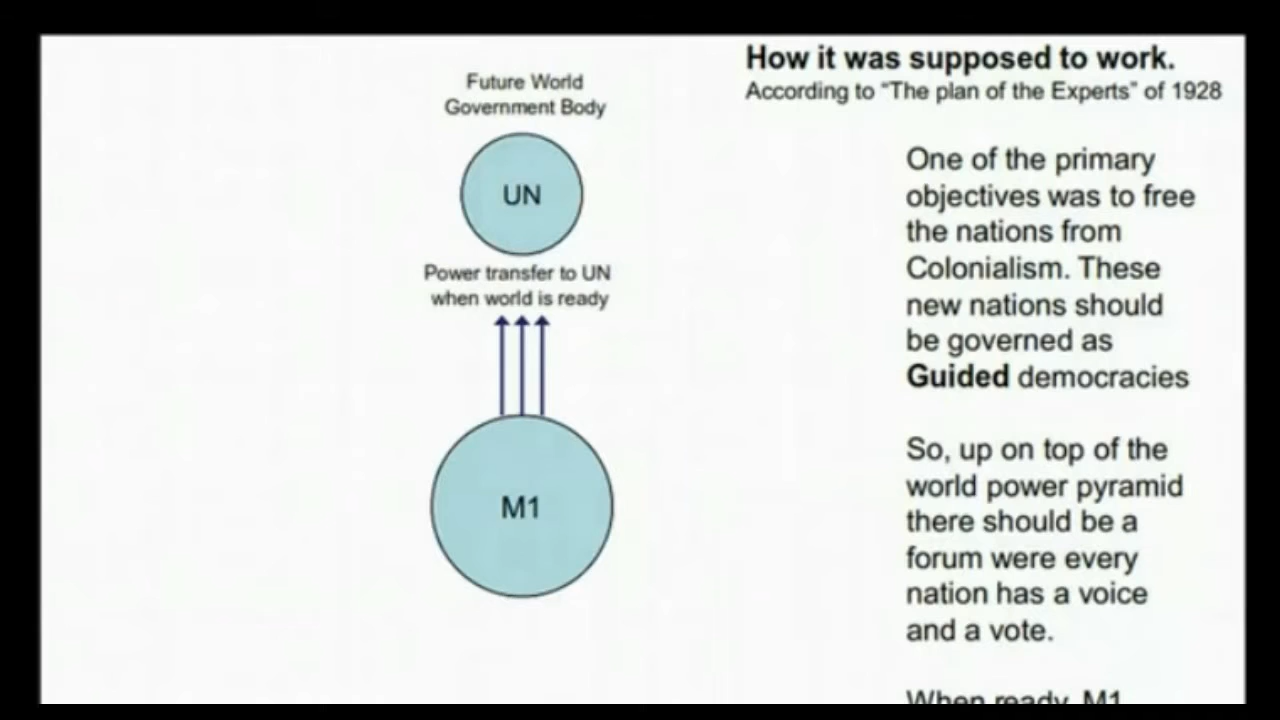 How it was supposed to work.
According to “The plan of the Experts” of 1928
Future World
Government Body
UN
Power transfer to UN
when world is ready
M1
One of the primary
objectives was to free
the nations from
Colonialism. These
new nations should
be governed as
Guided democracies
So, up on top of the
world power pyramid
there should be a
forum were every
nation has a voice
and a vote.
When ready, M1